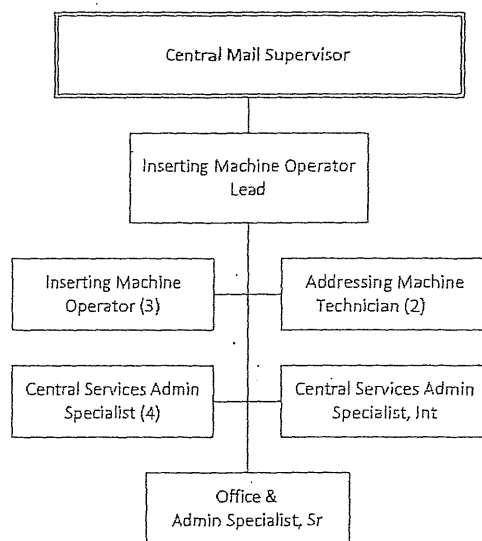 Central Mail Supervisor
Inserting Machine Operator
Lead
Inserting Machine
Operator (3)
Addressing Machine
Technician (2)
Central Services Admin
Specialist (4)
Central Services Admin
Specialist, Int
Office &
Admin Specialist, Sr